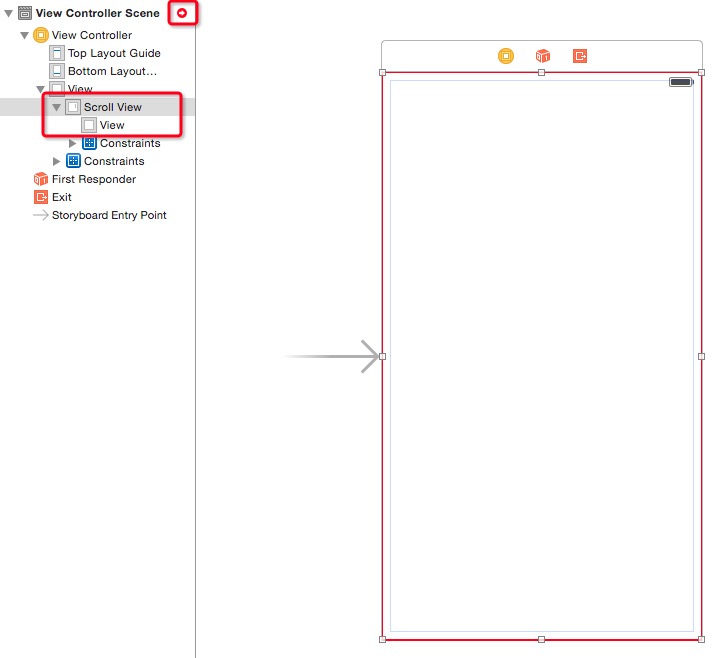 View Controller Scene
View Controller
Top Layout Guide
Bottom Layout...
View
Scroll View
View
Constraints
Constraints
First Responder
Exit
Storyboard Entry Point